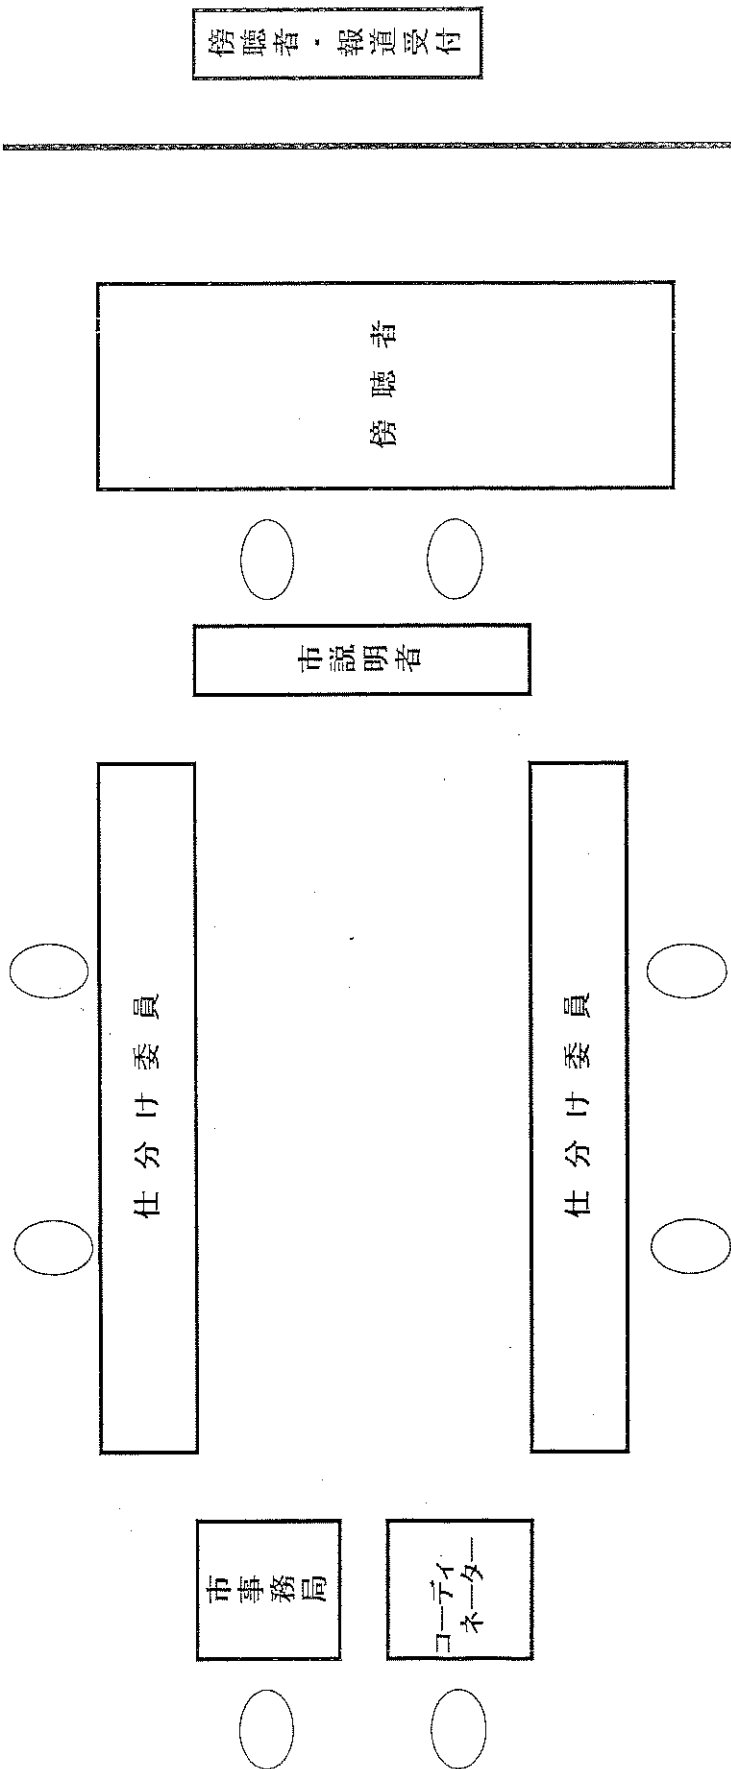 傍聴者・報道受付
傍聴者
市説明者
仕分け委員
仕分け委員
市事務局
コーディ
ネーター